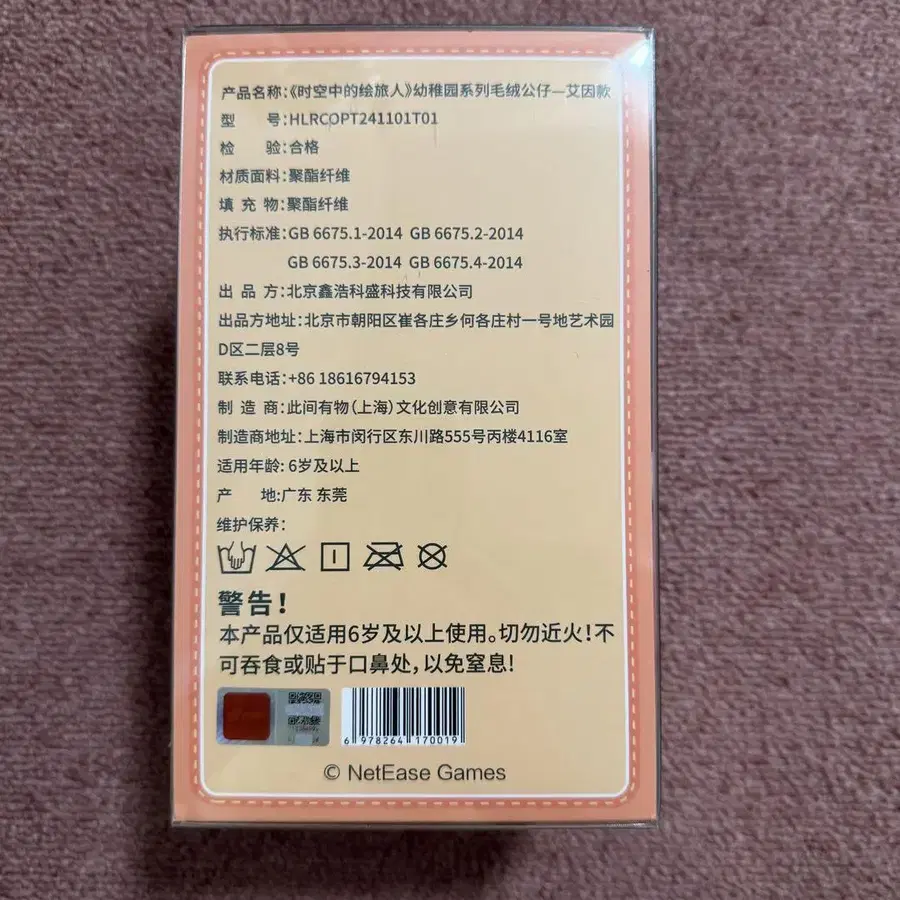 产品名称:《时空中的绘旅人》幼稚园系列毛绒公仔—艾因款
型 号:HLRCOPT241101T01
检 验:合格
材质面料:聚酯纤维
填 充 物:聚酯纤维
执行标准:GB 6675.1-2014 GB 6675.2-2014
GB 6675.3-2014 GB 6675.4-2014
出 品 方:北京鑫浩科盛科技有限公司
出品方地址:北京市朝阳区崔各庄乡何各庄村一号地艺术园
D区二层8号
联系电话:+86 18616794153
制 造 商:此间有物(上海)文化创意有限公司
制造商地址:上海市闵行区东川路555号丙楼4116室
适用年龄: 6岁及以上
产 地:广东 东莞
维护保养:
警告!
本产品仅适用6岁及以上使用。切勿近火!不
可吞食或贴于口鼻处,以免窒息!
6 978264 170019
© NetEase Games